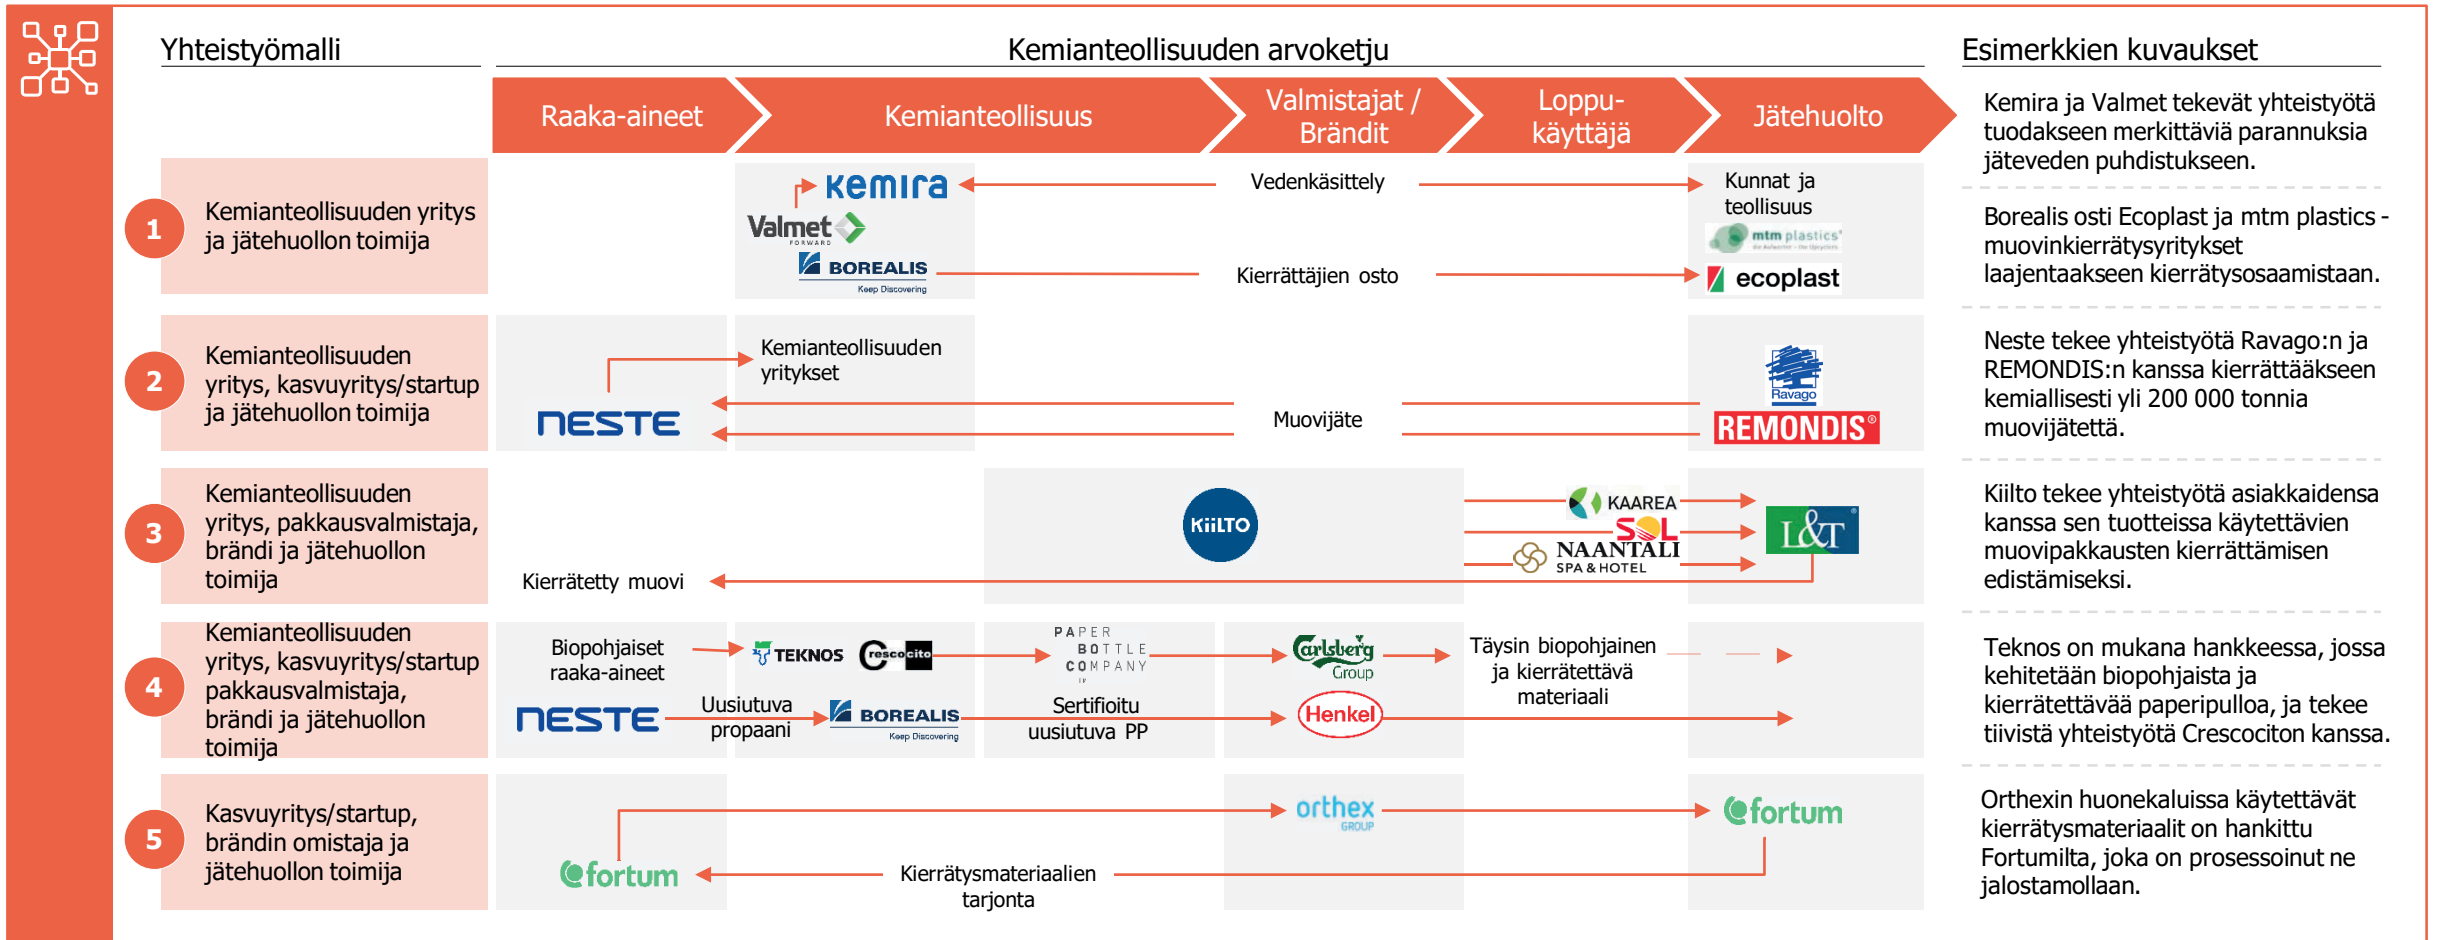 Yhteistyömalli
Kemianteollisuuden arvoketju
Esimerkkien kuvaukset
Raaka-aineet
Kemianteollisuus
Valmistajat /
Brändit
Loppu-
käyttäjä
Jätehuolto
1
Kemianteollisuuden yritys
ja jätehuollon toimija
kemira
Valmet
FORWARD
BOREALIS
Keep Discovering
Vedenkäsittely
Kierrättäjien osto
Kunnat ja
teollisuus
mtm plastics
ecoplast
Kemira ja Valmet tekevät yhteistyötä
tuodakseen merkittäviä parannuksia
jäteveden puhdistukseen.
Borealis osti Ecoplast ja mtm plastics -
muovinkierrätysyritykset
laajentaakseen kierrätysosaamistaan.
2
Kemianteollisuuden
yritys, kasvuyritys/startup
ja jätehuollon toimija
NESTE
Kemianteollisuuden
yritykset
Muovijäte
Ravago
REMONDIS®
Neste tekee yhteistyötä Ravago:n ja
REMONDIS:n kanssa kierrättääkseen
kemiallisesti yli 200 000 tonnia
muovijätettä.
3
Kemianteollisuuden
yritys, pakkausvalmistaja,
brändi ja jätehuollon
toimija
Kierrätetty muovi
KiiLTO
KAAREA
SOL
NAANTALI
SPA & HOTEL
L&T
Kiilto tekee yhteistyötä asiakkaidensa
kanssa sen tuotteissa käytettävien
muovipakkausten kierrättämisen
edistämiseksi.
4
Kemianteollisuuden
yritys, kasvuyritys/startup
pakkausvalmistaja,
brändi ja jätehuollon
toimija
Biopohjaiset
raaka-aineet
TEKNOS
Crescocito
PAPER
BOTTLE
COMPANY
Carlsberg
Group
Täysin biopohjainen
ja kierrätettävä
materiaali
NESTE
Uusiutuva
propaani
BOREALIS
Keep Discovering
Sertifioitu
uusiutuva PP
Henkel
Teknos on mukana hankkeessa, jossa
kehitetään biopohjaista ja
kierrätettävää paperipulloa, ja tekee
tiivistä yhteistyötä Crescociton kanssa.
5
Kasvuyritys/startup,
brändin omistaja ja
jätehuollon toimija
fortum
orthex
GROUP
fortum
Kierrätysmateriaalien
tarjonta
Orthexin huonekaluissa käytettävät
kierrätysmateriaalit on hankittu
Fortumilta, joka on prosessoinut ne
jalostamollaan.